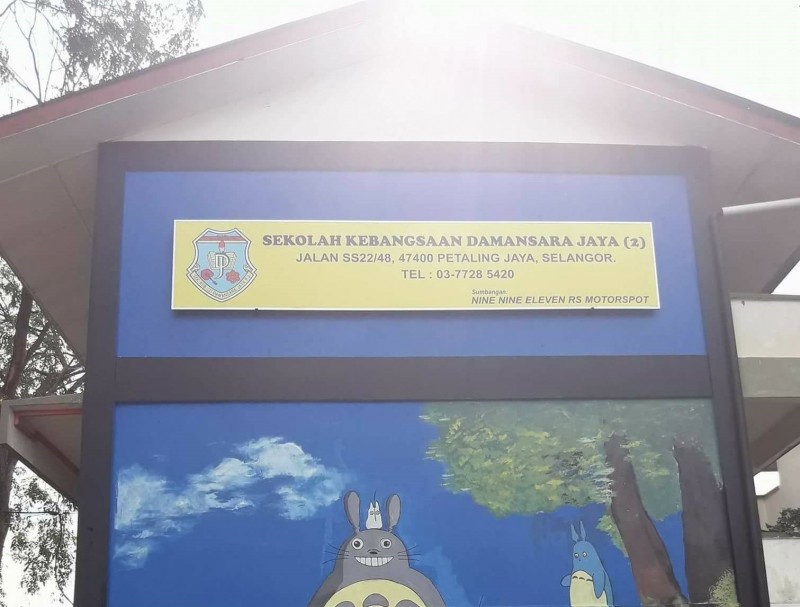 SEKOLAH KEBANGSAAN DAMANSARA JAYA (2)
JALAN SS22/48, 47400 PETALING JAYA, SELANGOR.
TEL : 03-7728 5420
Sumbangan:
NINE NINE ELEVEN RS MOTORSPOT
DJ